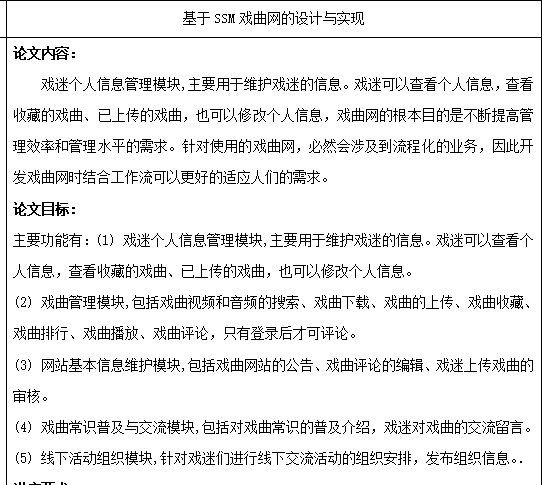 基于 SSM 戏曲网的设计与实现
论文内容：
戏迷个人信息管理模块,主要用于维护戏迷的信息。戏迷可以查看个人信息，查看
收藏的戏曲、已上传的戏曲，也可以修改个人信息，戏曲网的根本目的是不断提高管
理效率和管理水平的需求。针对使用的戏曲网，必然会涉及到流程化的业务，因此开
发戏曲网时结合工作流可以更好的适应人们的需求。
论文目标：
主要功能有：(1) 戏迷个人信息管理模块,主要用于维护戏迷的信息。戏迷可以查看个
人信息，查看收藏的戏曲、已上传的戏曲，也可以修改个人信息。
(2) 戏曲管理模块,包括戏曲视频和音频的搜索、戏曲下载、戏曲的上传、戏曲收藏、
戏曲排行、戏曲播放、戏曲评论，只有登录后才可评论。
(3) 网站基本信息维护模块,包括戏曲网站的公告、戏曲评论的编辑、戏迷上传戏曲的
审核。
(4) 戏曲常识普及与交流模块,包括对戏曲常识的普及介绍，戏迷对戏曲的交流留言。
(5) 线下活动组织模块,针对戏迷们进行线下交流活动的组织安排，发布组织信息。.